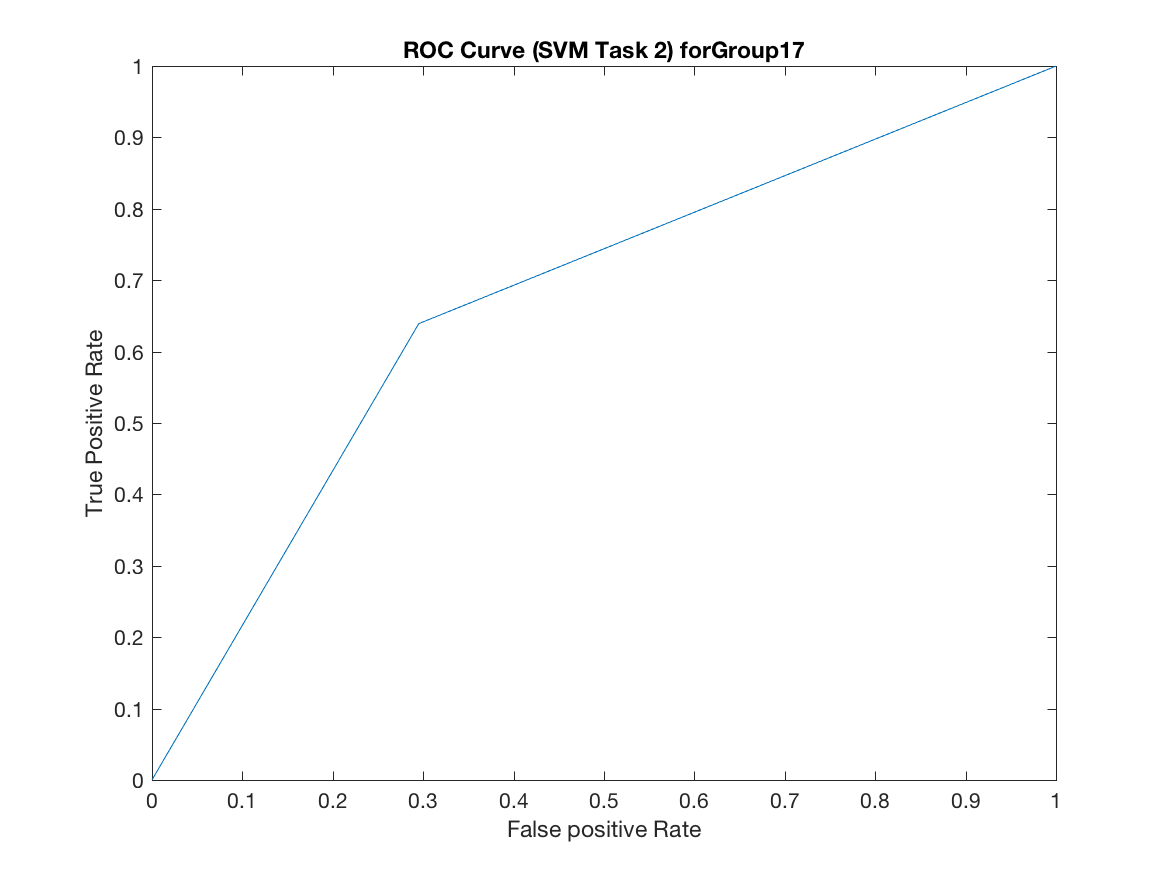 ROC Curve (SVM Task 2) forGroup17
1
0.9
0.8
0.7
0.6
0.5
0.4
0.3
0.2
0.1
0
True Positive Rate
0 0.1 0.2 0.3 0.4 0.5 0.6 0.7 0.8 0.9 1
False positive Rate